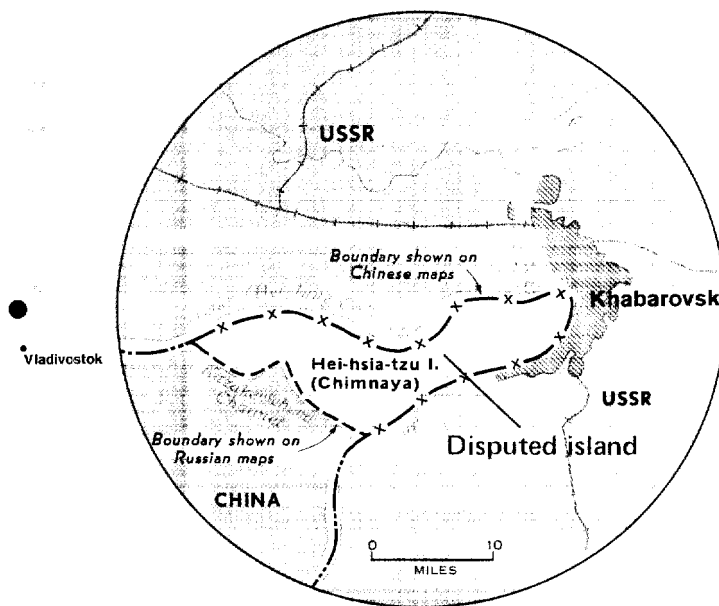 USSR
Boundary shown on
Chinese maps
Khabarovsk
Vladivostok
Hei-hsia-tzu I.
(Chimnaya)
USSR
Boundary shown on
Russian maps
Disputed island
CHINA
0 10
MILES